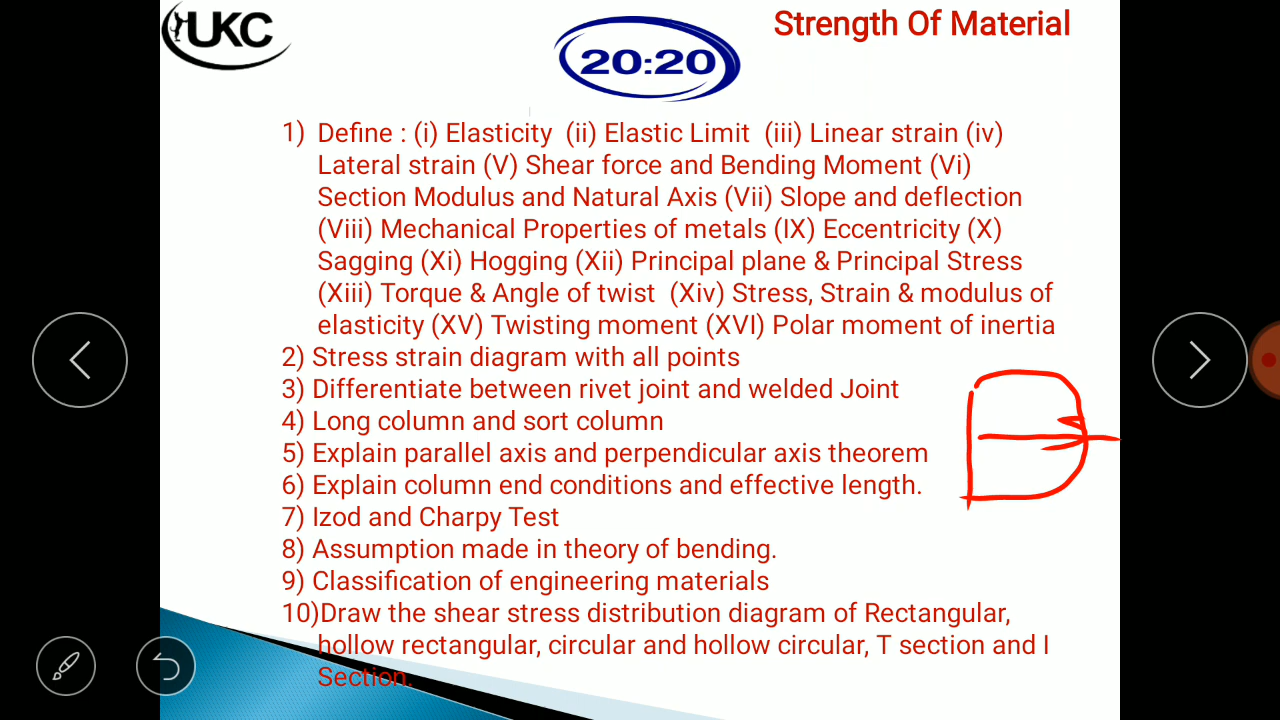 UKC
20:20
Strength Of Material
1) Define : (i) Elasticity (ii) Elastic Limit (iii) Linear strain (iv)
Lateral strain (V) Shear force and Bending Moment (Vi)
Section Modulus and Natural Axis (Vii) Slope and deflection
(Viii) Mechanical Properties of metals (IX) Eccentricity (X)
Sagging (Xi) Hogging (Xii) Principal plane & Principal Stress
(Xiii) Torque & Angle of twist (Xiv) Stress, Strain & modulus of
elasticity (XV) Twisting moment (XVI) Polar moment of inertia
2) Stress strain diagram with all points
3) Differentiate between rivet joint and welded Joint
4) Long column and sort column
5) Explain parallel axis and perpendicular axis theorem
6) Explain column end conditions and effective length.
7) Izod and Charpy Test
8) Assumption made in theory of bending.
9) Classification of engineering materials
10)Draw the shear stress distribution diagram of Rectangular,
hollow rectangular, circular and hollow circular, T section and I
Section.